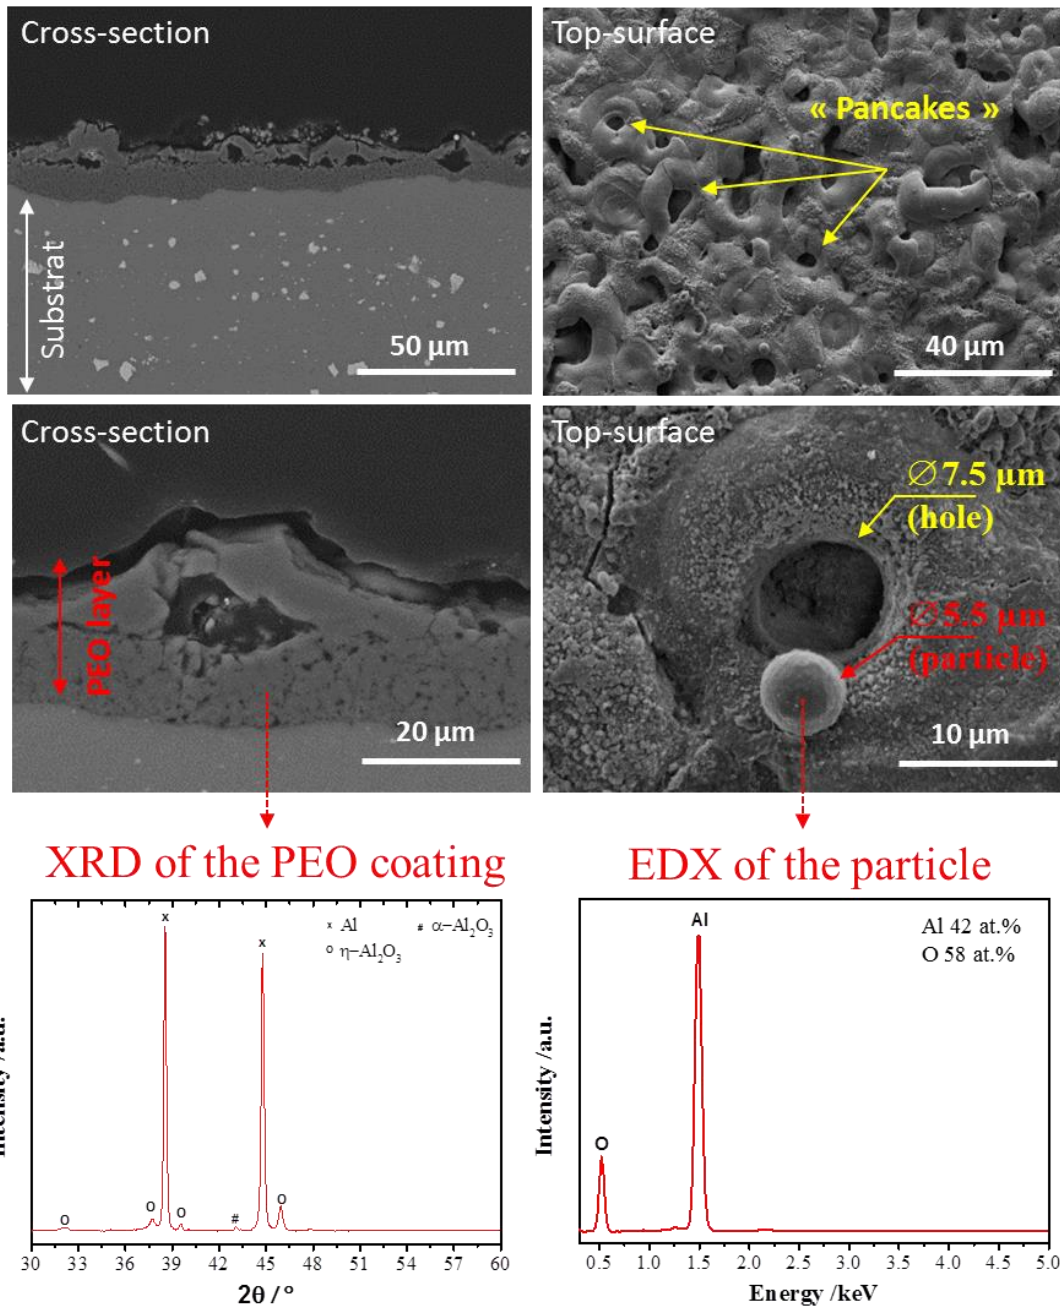 Cross-section
Substrat
50 µm
Top-surface
« Pancakes »
40 µm
Cross-section
PEO layer
20 µm
Top-surface
∅7.5 µm
(hole)
∅5.5 µm
(particle)
10 µm
XRD of the PEO coating
x
x
x Al
# α−Al2O3
o η−Al2O3
o
o
o
#
o
30 33 36 39 42 45 48 51 54 57 60
2θ / °
Intensity /a.u.
EDX of the particle
Al
Al 42 at.%
O 58 at.%
O
0.5 1.0 1.5 2.0 2.5 3.0 3.5 4.0 4.5 5.0
Energy /keV
Intensity /a.u.